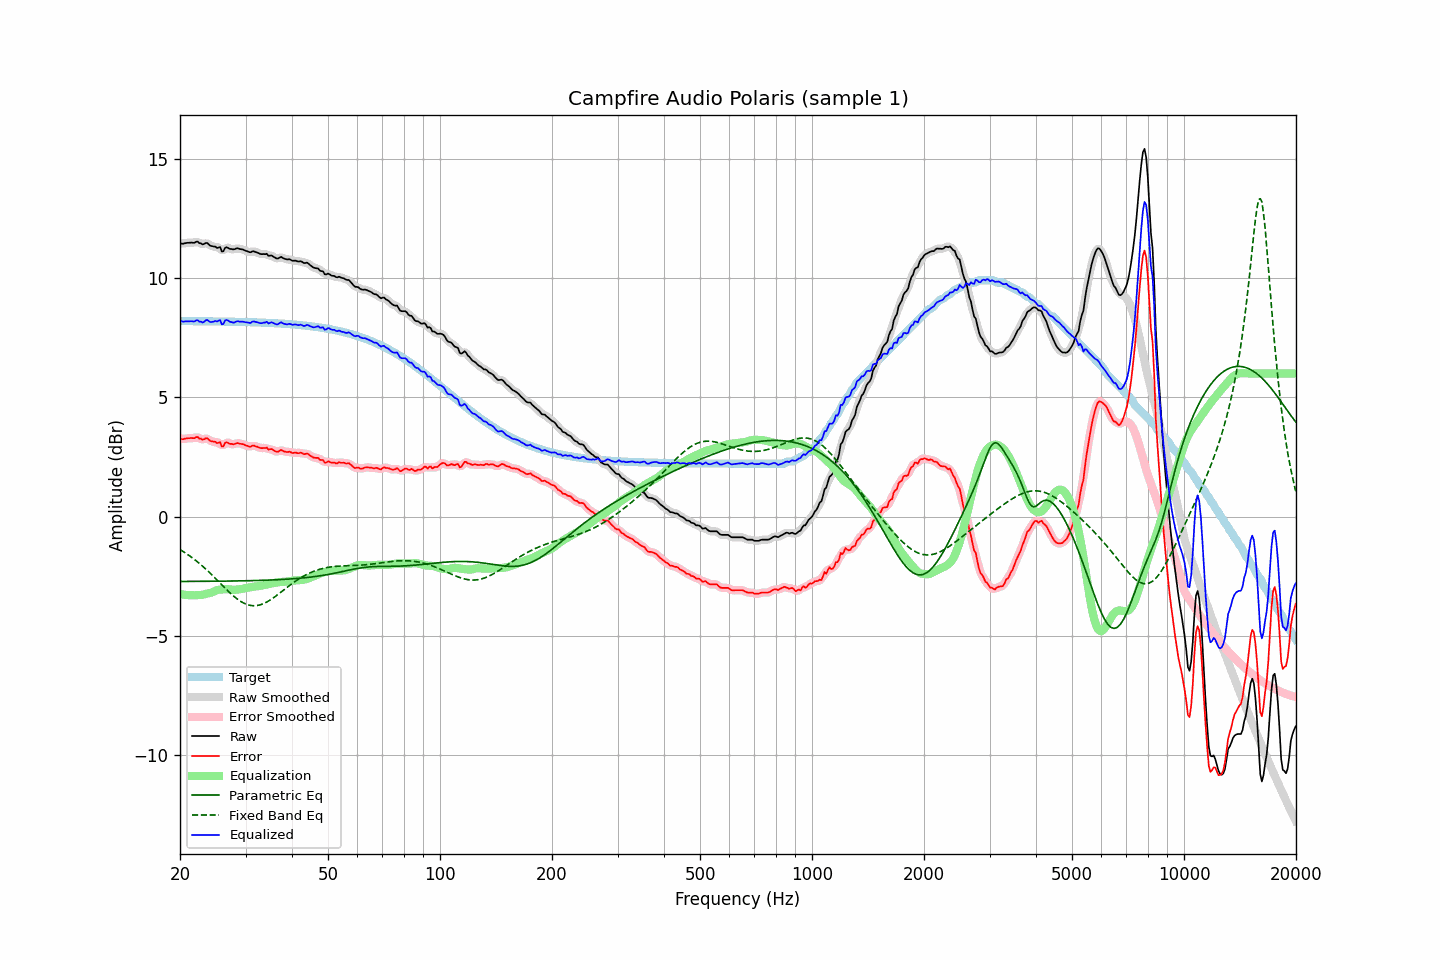 Campfire Audio Polaris (sample 1)
Amplitude (dBr)
15
10
5
0
−5
−10
Target
Raw Smoothed
Error Smoothed
Raw
Error
Equalization
Parametric Eq
Fixed Band Eq
Equalized
20 50 100 200 500 1000 2000 5000 10000 20000
Frequency (Hz)